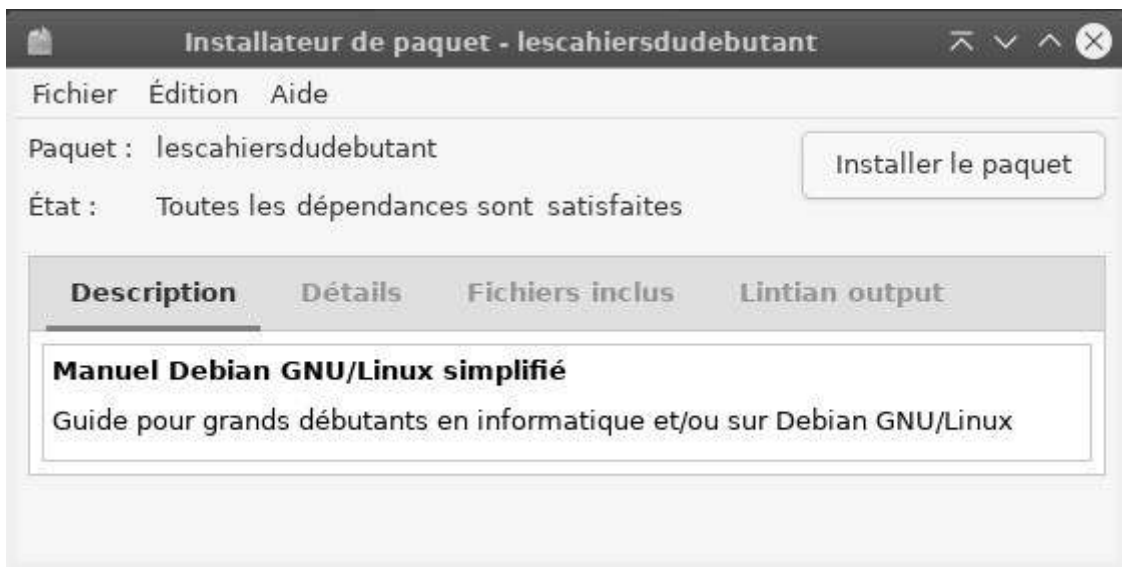 Installateur de paquet - lescahiersdudebutant
Fichier Édition Aide
Paquet : lescahiersdudebutant
Installer le paquet
État : Toutes les dépendances sont satisfaites
Description Détails Fichiers inclus Lintian output
Manuel Debian GNU/Linux simplifié
Guide pour grands débutants en informatique et/ou sur Debian GNU/Linux